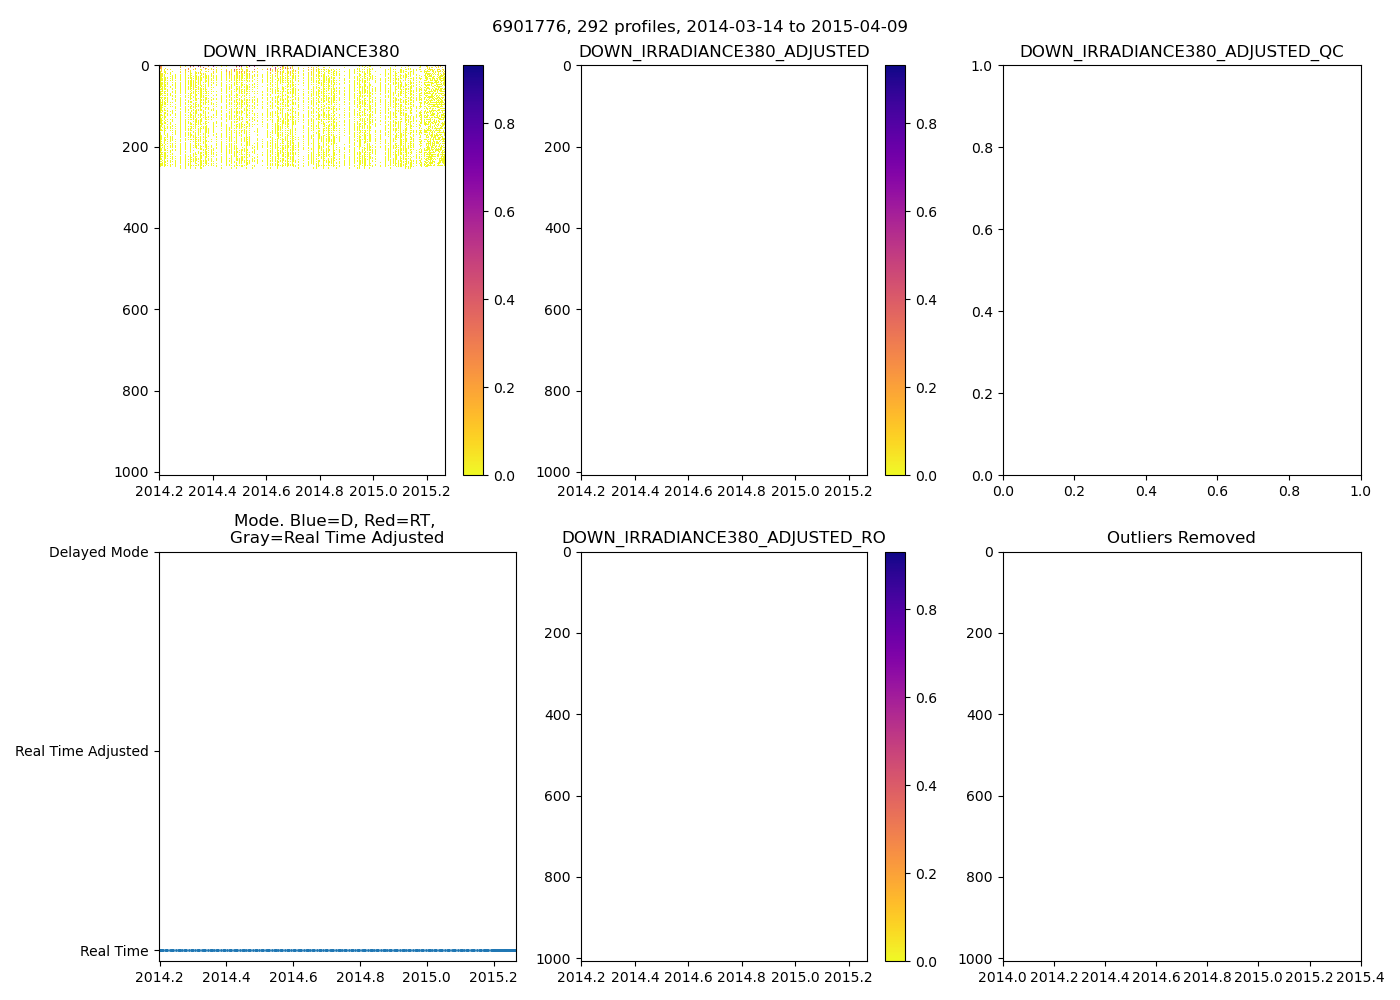 6901776, 292 profiles, 2014-03-14 to 2015-04-09
DOWN_IRRADIANCE380
0
200
400
600
800
1000
2014.2 2014.4 2014.6 2014.8 2015.0 2015.2
0.8
0.6
0.4
0.2
0.0
DOWN_IRRADIANCE380_ADJUSTED
0
200
400
600
800
1000
2014.2 2014.4 2014.6 2014.8 2015.0 2015.2
0.8
0.6
0.4
0.2
0.0
DOWN_IRRADIANCE380_ADJUSTED_QC
1.0
0.8
0.6
0.4
0.2
0.0
0.0 0.2 0.4 0.6 0.8 1.0
Mode. Blue=D, Red=RT,
Gray=Real Time Adjusted
Delayed Mode
Real Time Adjusted
Real Time
2014.2 2014.4 2014.6 2014.8 2015.0 2015.2
DOWN_IRRADIANCE380_ADJUSTED_RO
0
200
400
600
800
1000
2014.2 2014.4 2014.6 2014.8 2015.0 2015.2
0.8
0.6
0.4
0.2
0.0
Outliers Removed
0
200
400
600
800
1000
2014.0 2014.2 2014.4 2014.6 2014.8 2015.0 2015.2 2015.4